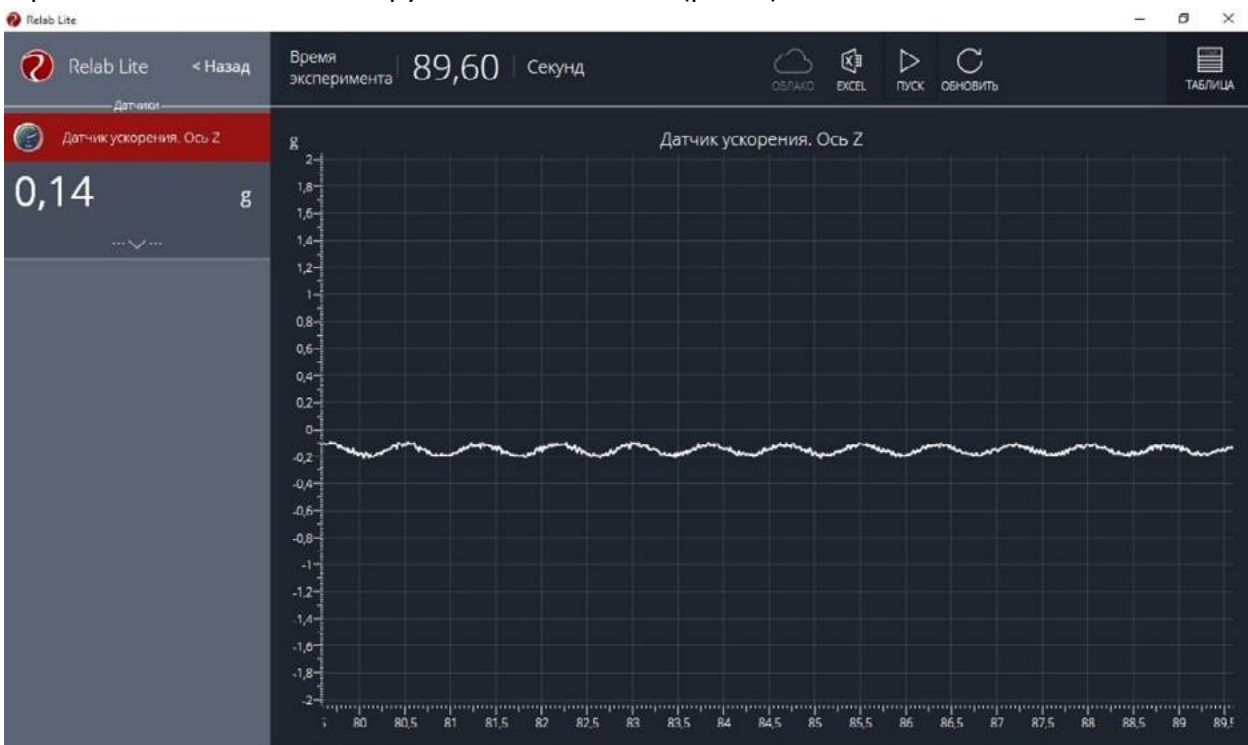 Relab Lite
Relab Lite
< Назад
Время
эксперимента
89,60
Секунд
ОБЛАКО
EXCEL
ПУСК
ОБНОВИТЬ
ТАБЛИЦА
Датчики
Датчик ускорения. Ось Z
0,14 g
g
Датчик ускорения. Ось Z
2
1,8
1,6
1,4
1,2
1
0,8
0,6
0,4
0,2
0
-0,2
-0,4
-0,6
-0,8
-1
-1,2
-1,4
-1,6
-1,8
-2
80 80,5 81 81,5 82 82,5 83 83,5 84 84,5 85 85,5 86 86,5 87 87,5 88 88,5 89